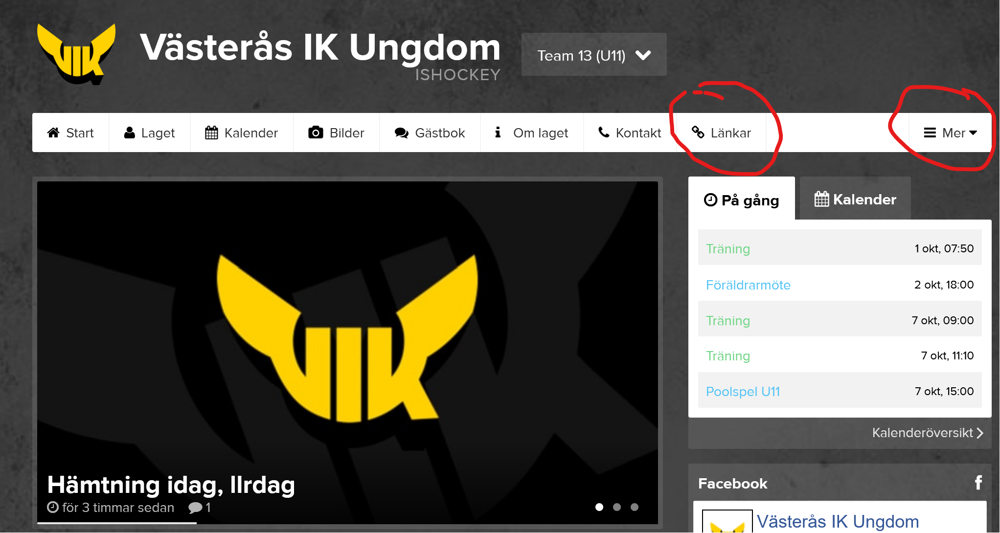 VIK
Västerås IK Ungdom
ISHOCKEY
Team 13 (U11)
Start Laget Kalender Bilder Gästbok Om laget Kontakt Länkar Mer
På gång Kalender
Träning 1 okt, 07:50
Föräldrarmöte 2 okt, 18:00
Träning 7 okt, 09:00
Träning 7 okt, 11:10
Poolspel U11 7 okt, 15:00
Kalenderöversikt
VIK
Hämtning idag, llrdag
för 3 timmar sedan 1
Facebook
Västerås IK Ungdom